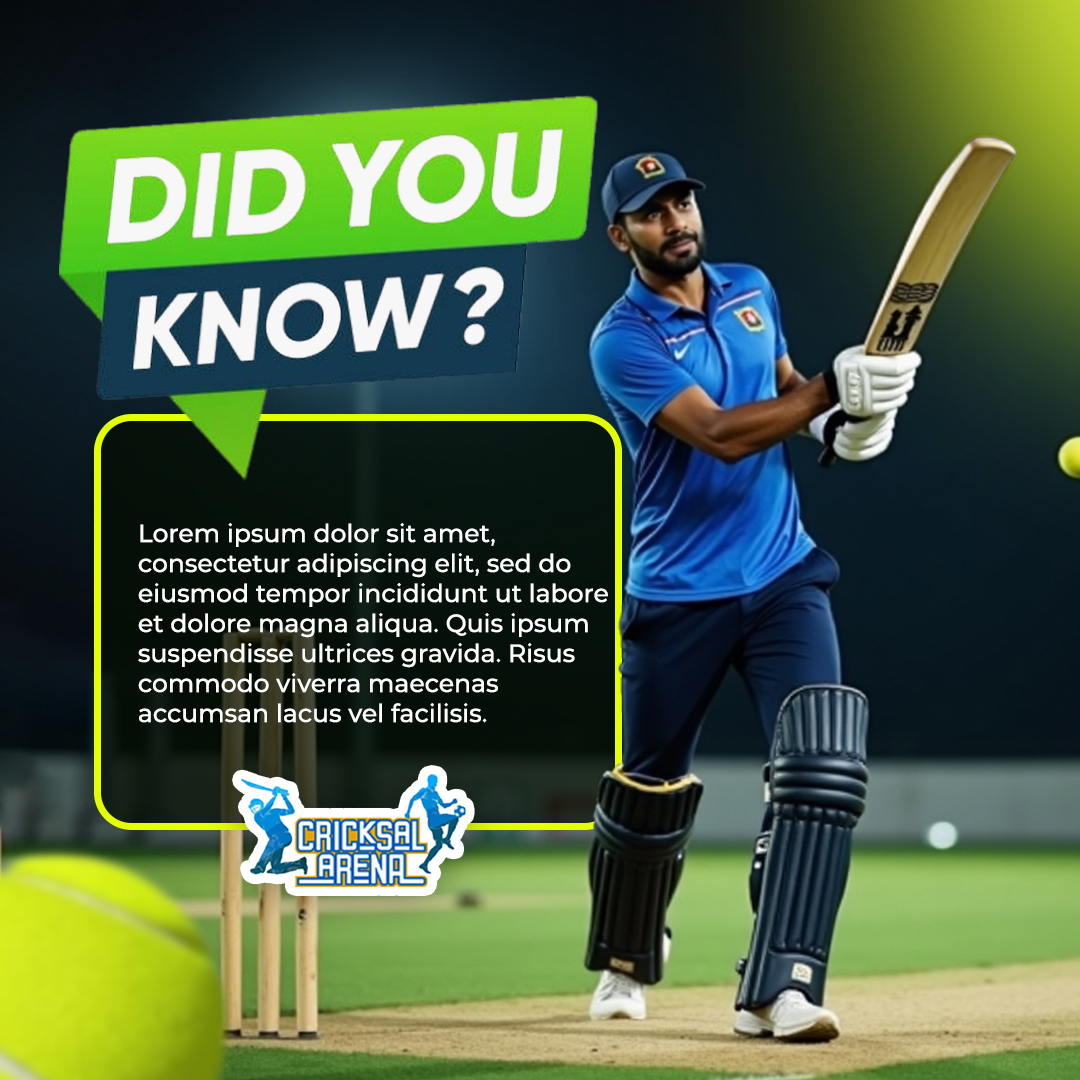 DID YOU
KNOW?
Lorem ipsum dolor sit amet,
consectetur adipiscing elit, sed do
eiusmod tempor incididunt ut labore
et dolore magna aliqua. Quis ipsum
suspendisse ultrices gravida. Risus
commodo viverra maecenas
accumsan lacus vel facilisis.
CRICKSAL
ARENA